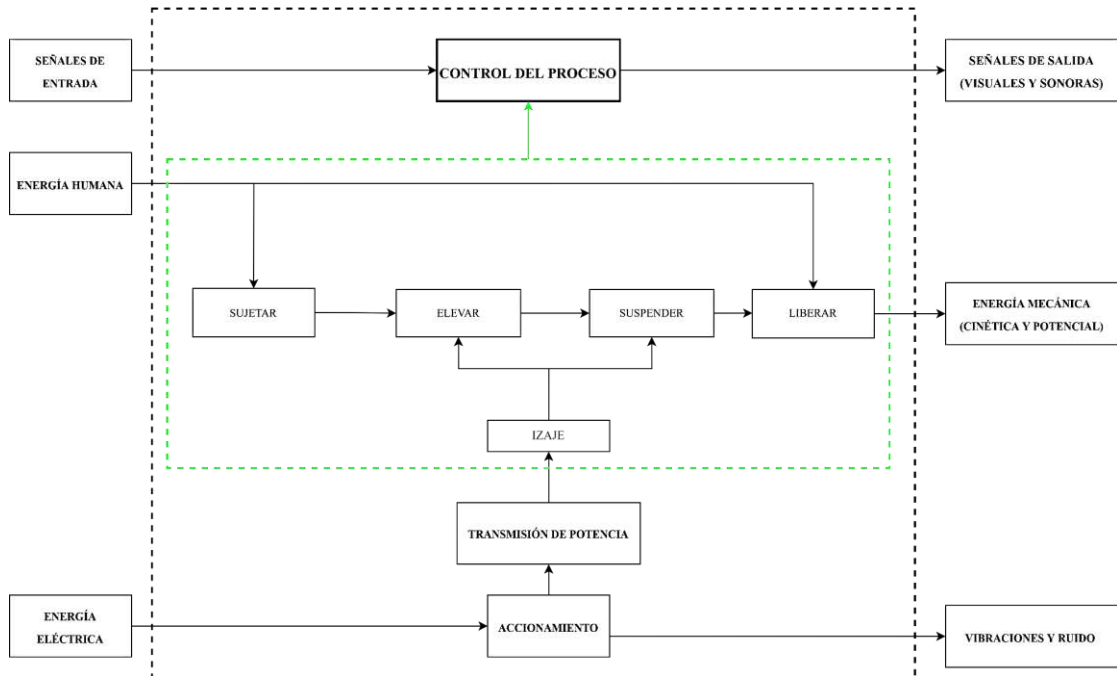 SEÑALES DE
ENTRADA
CONTROL DEL PROCESO
SEÑALES DE SALIDA
(VISUALES Y SONORAS)
ENERGÍA HUMANA
SUJETAR
ELEVAR
SUSPENDER
LIBERAR
ENERGÍA MECÁNICA
(CINÉTICA Y POTENCIAL)
IZAJE
TRANSMISIÓN DE POTENCIA
ENERGÍA
ELÉCTRICA
ACCIONAMIENTO
VIBRACIONES Y RUIDO